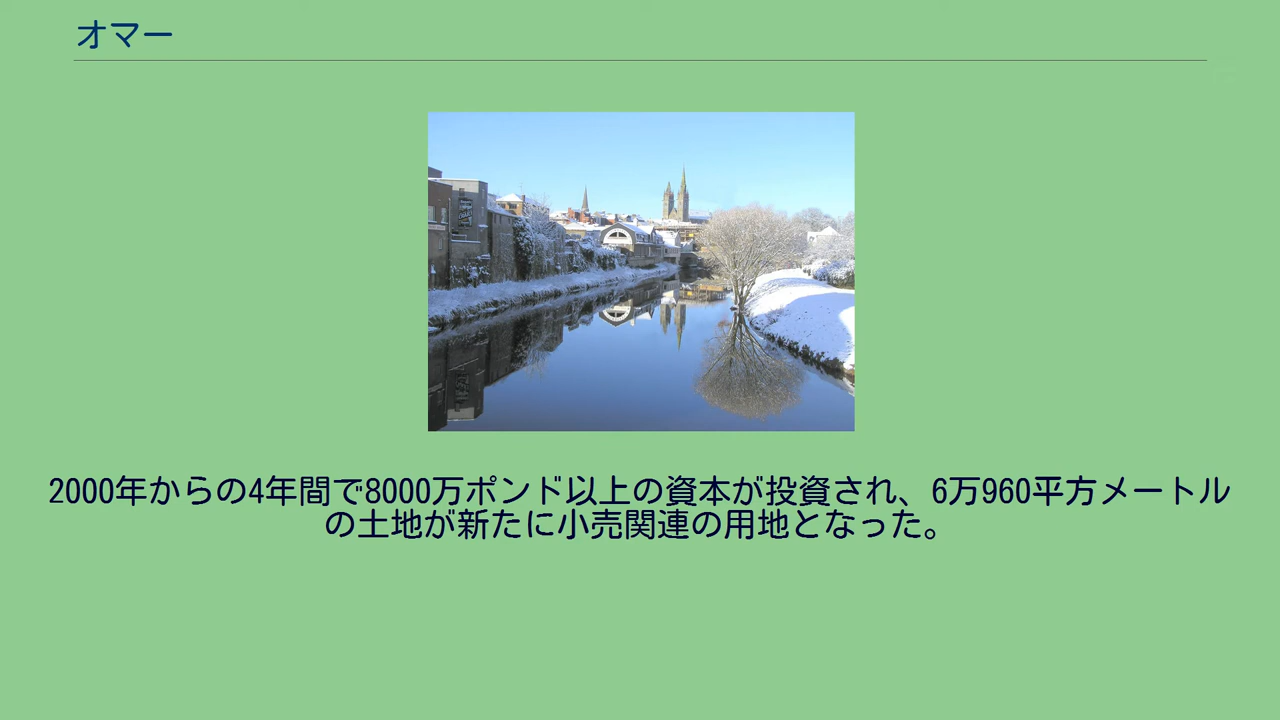 オマー
2000年からの4年間で8000万ポンド以上の資本が投資され、6万960平方メートル
の土地が新たに小売関連の用地となった。